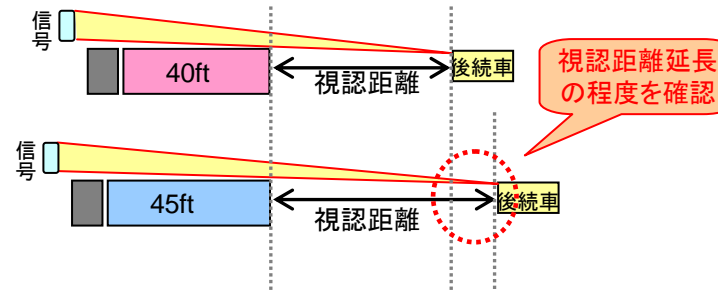 信号
40ft
視認距離
後続車
視認距離延長
の程度を確認
信号
45ft
視認距離
後続車